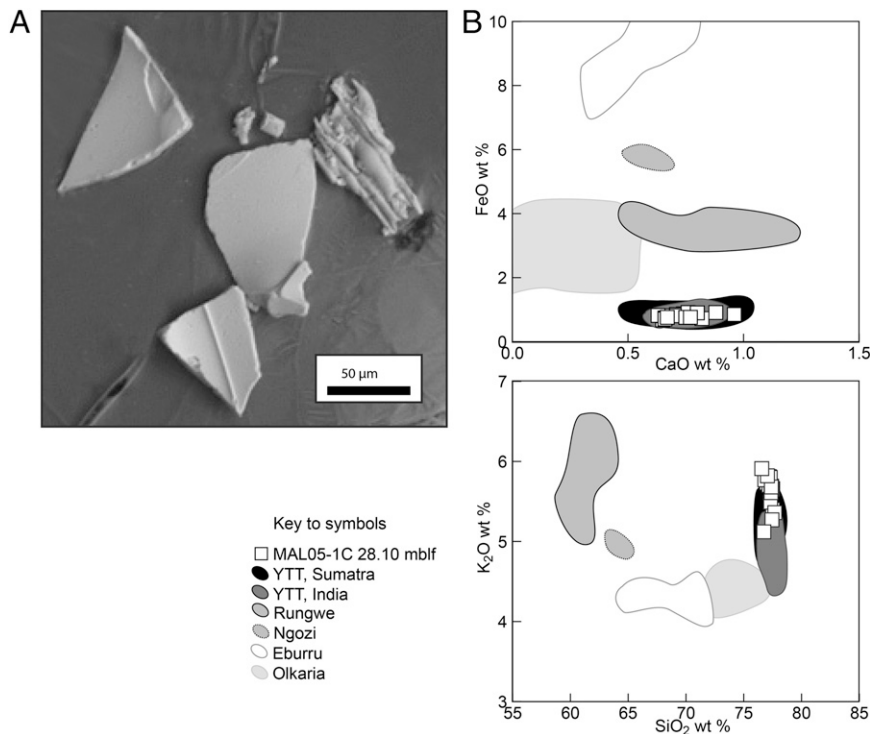 A
50 µm
Key to symbols
MAL05-1C 28.10 mblf
YTT, Sumatra
YTT, India
Rungwe
Ngozi
Eburru
Olkaria
B
10
8
6
4
2
0
FeO wt %
0.0
0.5
1.0
1.5
CaO wt %
7
6
5
4
3
K₂O wt %
55
60
65
70
75
80
85
SiO₂ wt %